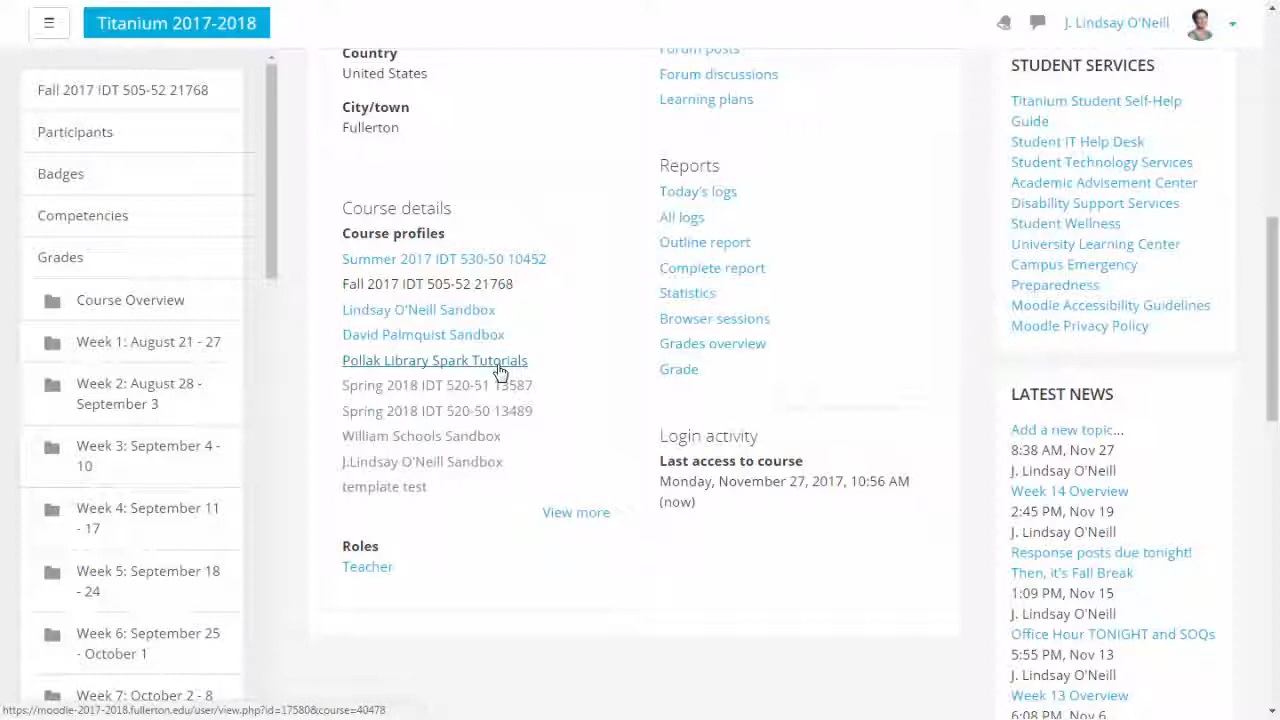 Titanium 2017-2018
J. Lindsay O'Neill
Fall 2017 IDT 505-52 21768
Participants
Badges
Competencies
Grades
Course Overview
Week 1: August 21 - 27
Week 2: August 28 -
September 3
Week 3: September 4 -
10
Week 4: September 11
- 17
Week 5: September 18
- 24
Week 6: September 25
- October 1
Week 7: October 2 - 8
Country
United States
City/town
Fullerton
Course details
Course profiles
Summer 2017 IDT 530-50 10452
Fall 2017 IDT 505-52 21768
Lindsay O'Neill Sandbox
David Palmquist Sandbox
Pollak Library Spark Tutorials
Spring 2018 IDT 520-51 13587
Spring 2018 IDT 520-50 13489
William Schools Sandbox
J.Lindsay O'Neill Sandbox
template test
View more
Roles
Teacher
Forum posts
Forum discussions
Learning plans
Reports
Today's logs
All logs
Outline report
Complete report
Statistics
Browser sessions
Grades overview
Grade
Login activity
Last access to course
Monday, November 27, 2017, 10:56 AM
(now)
STUDENT SERVICES
Titanium Student Self-Help
Guide
Student IT Help Desk
Student Technology Services
Academic Advisement Center
Disability Support Services
Student Wellness
University Learning Center
Campus Emergency
Preparedness
Moodle Accessibility Guidelines
Moodle Privacy Policy
LATEST NEWS
Add a new topic...
8:38 AM, Nov 27
J. Lindsay O'Neill
Week 14 Overview
2:45 PM, Nov 19
J. Lindsay O'Neill
Response posts due tonight!
Then, it's Fall Break
1:09 PM, Nov 15
J. Lindsay O'Neill
Office Hour TONIGHT and SOQs
5:55 PM, Nov 13
J. Lindsay O'Neill
Week 13 Overview
6:08 PM, Nov 6
https://moodle-2017-2018.fullerton.edu/user/view.php?id=17580&course=40478